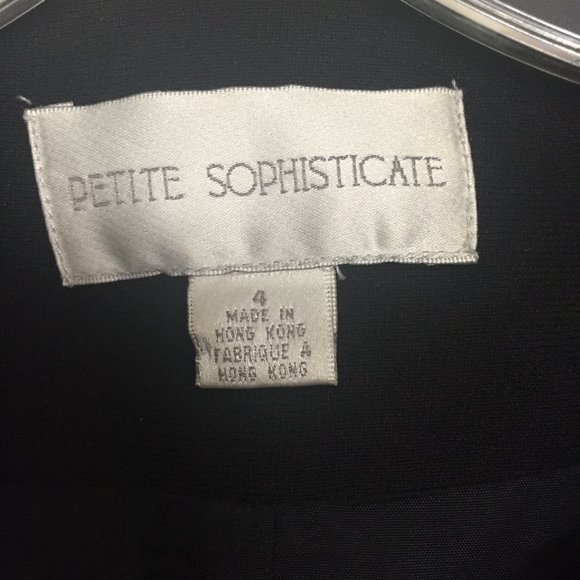 PETITE SOPHISTICATE
4
MADE IN
HONG KONG
FABRIQUE A
HONG KONG